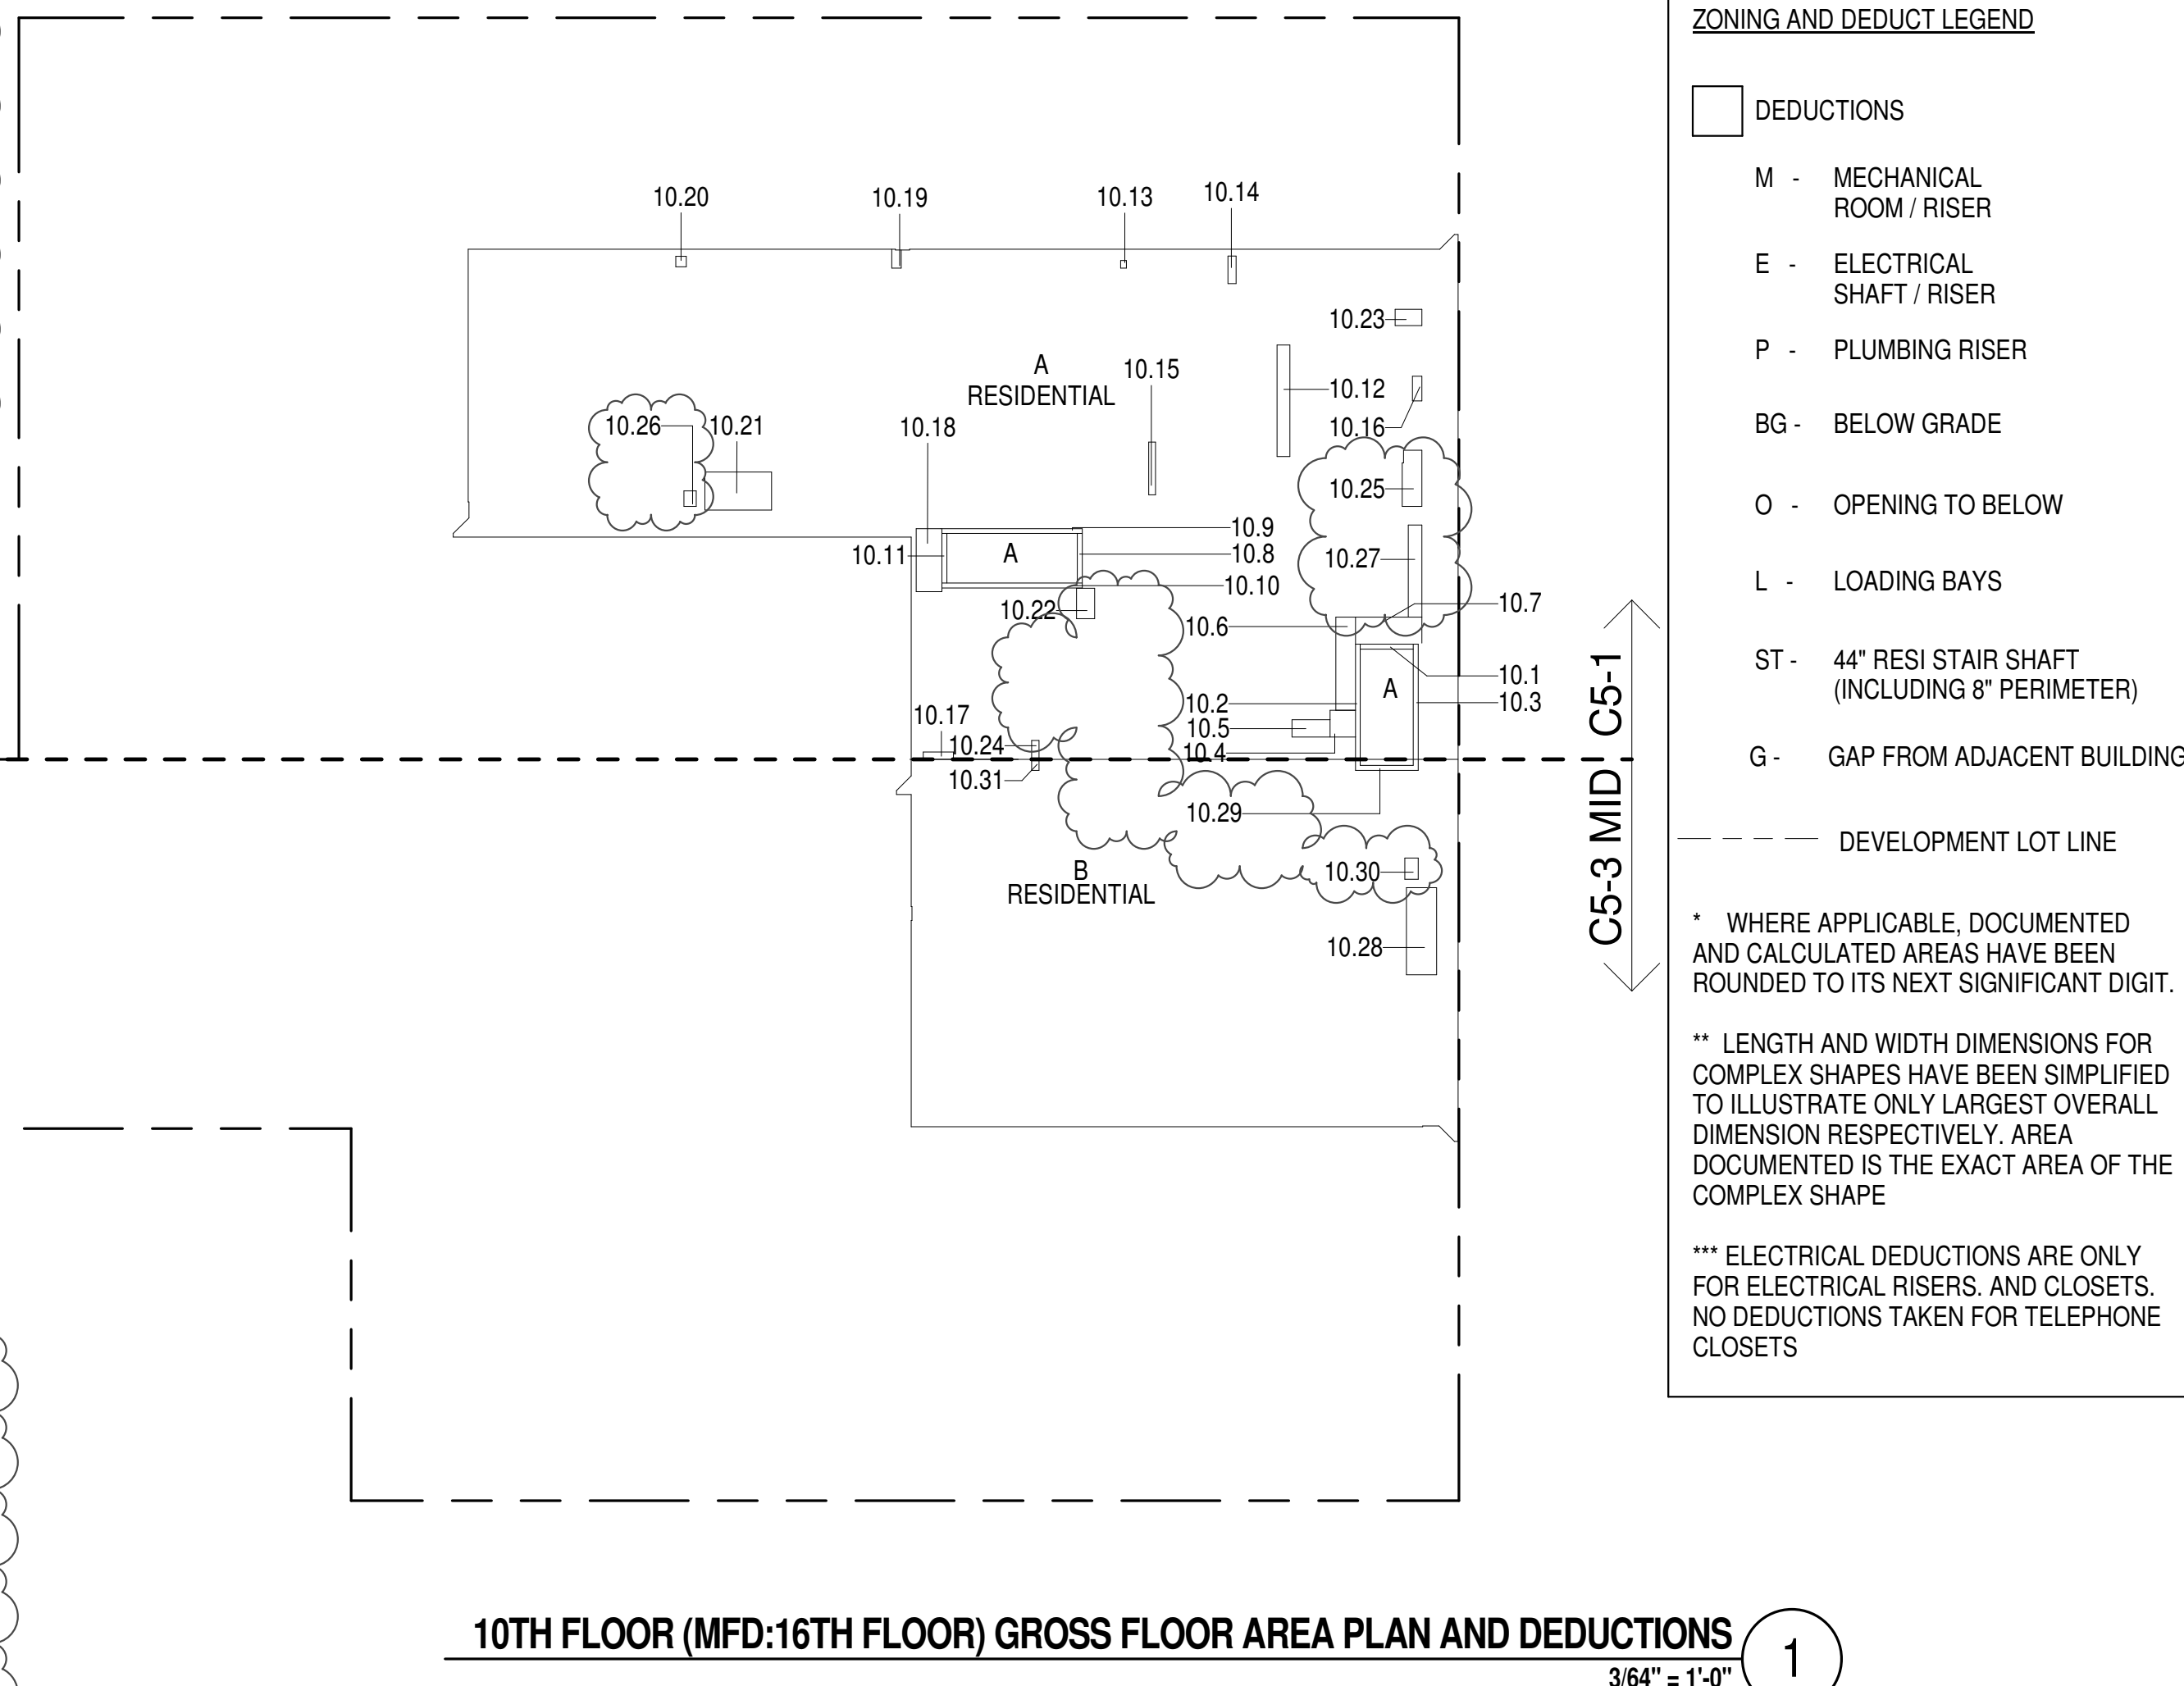 10.20
10.19
10.13
10.14
10.23
A
RESIDENTIAL
10.15
10.12
10.16
10.26
10.21
10.18
10.25
10.9
10.11
A
10.8
10.27
10.10
10.22
10.7
10.6
10.1
A
10.2
10.3
10.17
10.5
10.24
10.4
10.31
10.29
B
RESIDENTIAL
10.30
10.28
C5-3 MID C5-1
ZONING AND DEDUCT LEGEND
DEDUCTIONS
M - MECHANICAL
ROOM / RISER
E - ELECTRICAL
SHAFT / RISER
P - PLUMBING RISER
BG - BELOW GRADE
O - OPENING TO BELOW
L - LOADING BAYS
ST - 44" RESI STAIR SHAFT
(INCLUDING 8" PERIMETER)
G - GAP FROM ADJACENT BUILDING
DEVELOPMENT LOT LINE
* WHERE APPLICABLE, DOCUMENTED
AND CALCULATED AREAS HAVE BEEN
ROUNDED TO ITS NEXT SIGNIFICANT DIGIT.
** LENGTH AND WIDTH DIMENSIONS FOR
COMPLEX SHAPES HAVE BEEN SIMPLIFIED
TO ILLUSTRATE ONLY LARGEST OVERALL
DIMENSION RESPECTIVELY. AREA
DOCUMENTED IS THE EXACT AREA OF THE
COMPLEX SHAPE
*** ELECTRICAL DEDUCTIONS ARE ONLY
FOR ELECTRICAL RISERS. AND CLOSETS.
NO DEDUCTIONS TAKEN FOR TELEPHONE
CLOSETS
10TH FLOOR (MFD:16TH FLOOR) GROSS FLOOR AREA PLAN AND DEDUCTIONS
3/64" = 1'-0"
1